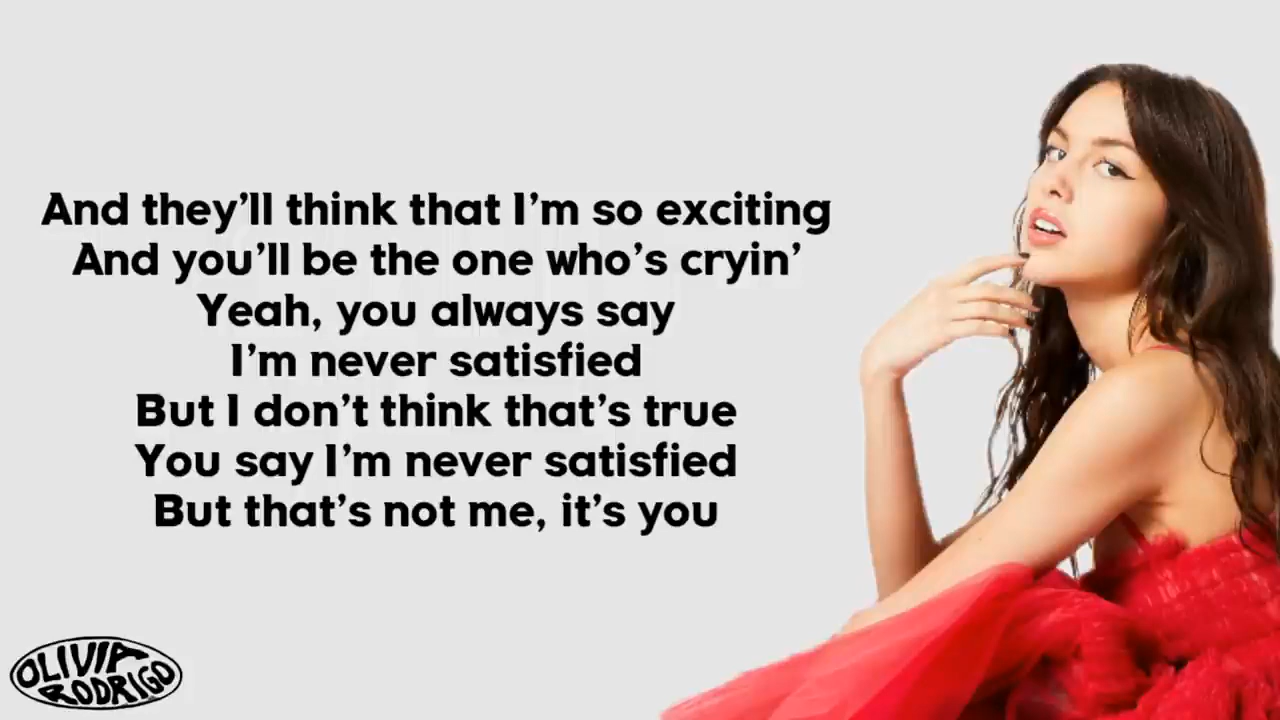 And they'll think that I'm so exciting
And you'll be the one who's cryin'
Yeah, you always say
I'm never satisfied
But I don't think that's true
You say I'm never satisfied
But that's not me, it's you
OLIVIA
RODRIGO